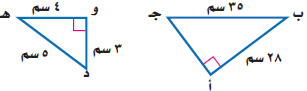 ب
٣٥ سم
جـ
٢٨ سم
أ
و
٤ سم
هـ
٣ سم
٥ سم
د